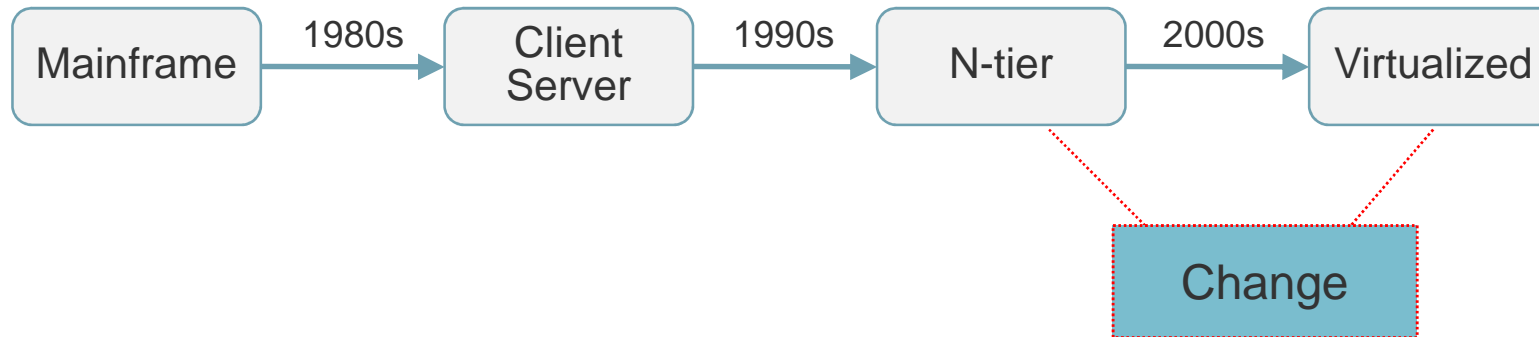 Mainframe
1980s
Client
Server
1990s
N-tier
2000s
Virtualized
Change